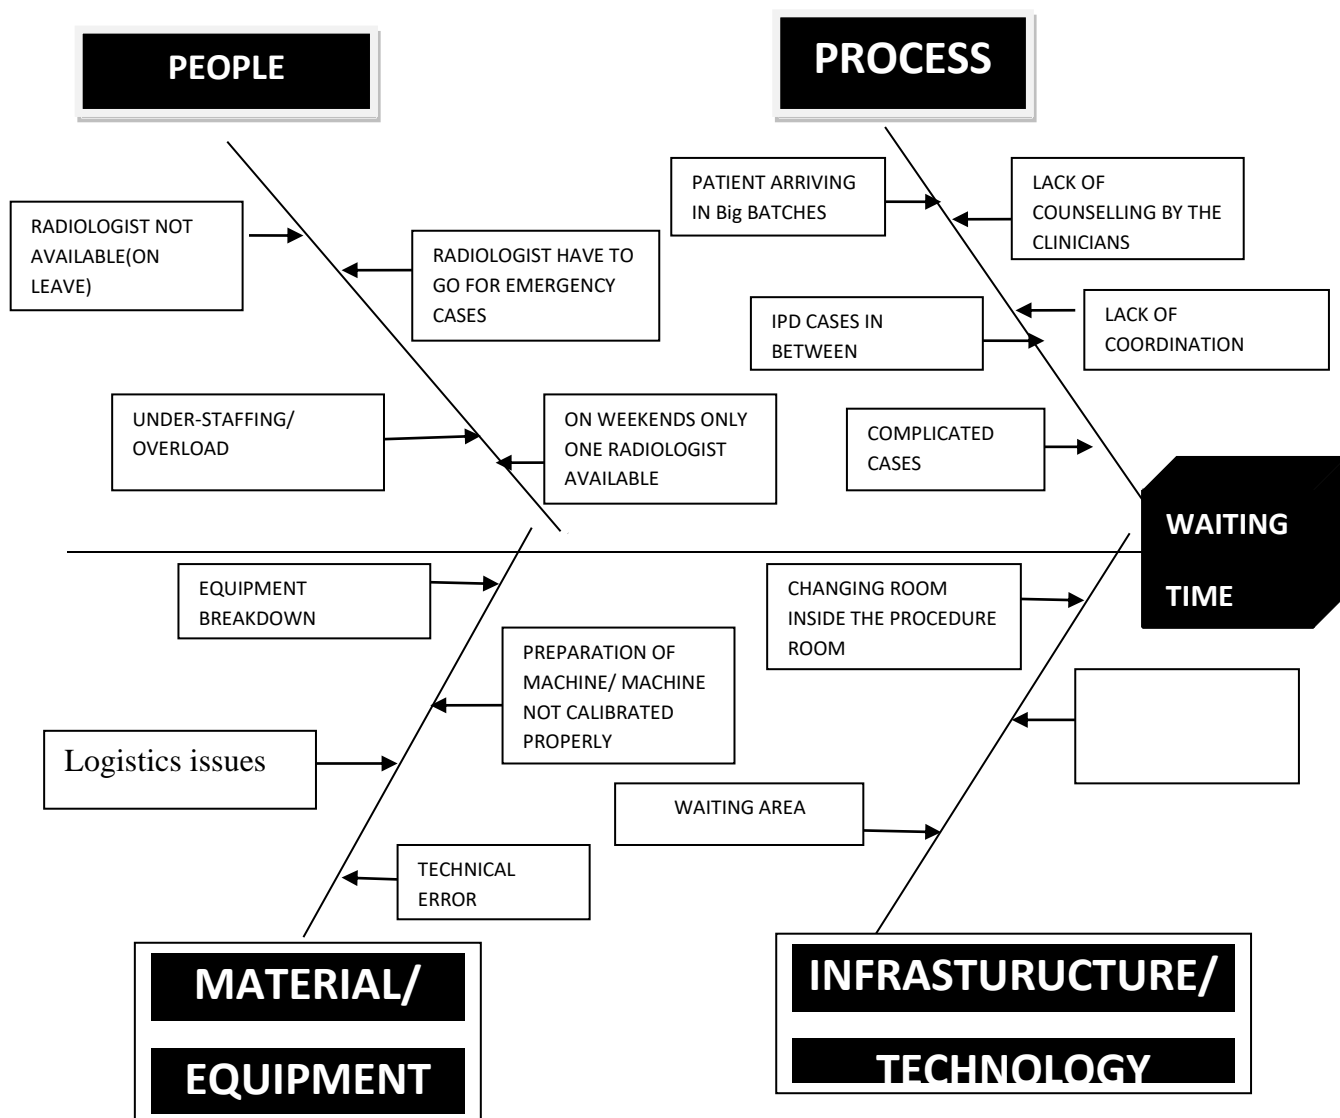 PEOPLE
PROCESS
PATIENT ARRIVING
IN Big BATCHES
LACK OF
COUNSELLING BY THE
CLINICIANS
RADIOLOGIST NOT
AVAILABLE(ON
LEAVE)
RADIOLOGIST HAVE TO
GO FOR EMERGENCY
CASES
IPD CASES IN
BETWEEN
LACK OF
COORDINATION
UNDER-STAFFING/
OVERLOAD
ON WEEKENDS ONLY
ONE RADIOLOGIST
AVAILABLE
COMPLICATED
CASES
WAITING
TIME
EQUIPMENT
BREAKDOWN
CHANGING ROOM
INSIDE THE PROCEDURE
ROOM
PREPARATION OF
MACHINE/ MACHINE
NOT CALIBRATED
PROPERLY
Logistics issues
WAITING AREA
TECHNICAL
ERROR
MATERIAL/
EQUIPMENT
INFRASTURUCTURE/
TECHNOLOGY